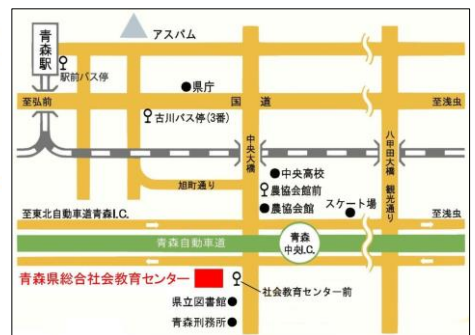 アスパム
青森駅
駅前バス停
県庁
至弘前
国道
至浅虫
古川バス停(3番)
中央大橋
八甲田大橋 観光通り
中央高校
旭町通り
農協会館前
農協会館
スケート場
至東北自動車道青森I.C.
至浅虫
青森自動車道
青森中央I.C.
青森県総合社会教育センター
社会教育センター前
県立図書館
青森刑務所